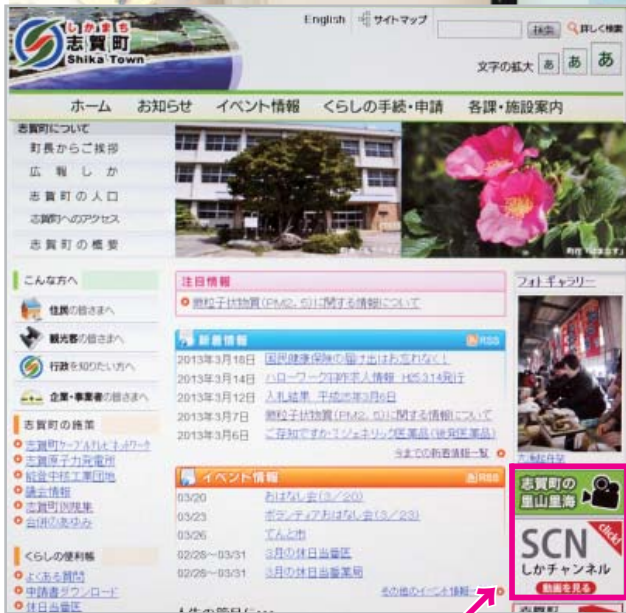 しかまち
志賀町
Shika Town
English
サイトマップ
検索
詳しく検索
文字の拡大
あ
あ
あ
ホーム
お知らせ
イベント情報
くらしの手続・申請
各課・施設案内
志賀町について
町長からご挨拶
広報しか
志賀町の人口
志賀町へのアクセス
志賀町の概要
こんな方へ
住民の皆さまへ
観光客の皆さまへ
行政を知りたい方へ
企業・事業者の皆さまへ
志賀町の施策
志賀町ケーブルテレビネットワーク
志賀原子力発電所
能登中核工業団地
議会情報
志賀町例規集
合併のあゆみ
くらしの便利帳
よくある質問
申請書ダウンロード
休日当番医
注目情報
微粒子状物質(PM2.5)に関する情報について
新着情報
RSS
2013年3月18日 国民健康保険の届け出はお忘れなく!
2013年3月14日 ハローワーク羽咋求人情報 H25.3.14発行
2013年3月12日 入札結果 平成25年3月6日
2013年3月7日 微粒子状物質(PM2.5)に関する情報について
2013年3月6日 ご存知ですか?ジェネリック医薬品(後発医薬品)
今までの新着情報一覧
イベント情報
RSS
03/20 おはなし会(3/20)
03/23 ボランティアおはなし会(3/23)
03/26 てんと市
02/28~03/31 3月の休日当番医
02/28~03/31 3月の休日当番薬局
その他のイベント情報一
人生の節目に…
フォトギャラリー
志賀町の
里山里海
click!
SCN
しかチャンネル
動画を見る
志賀町